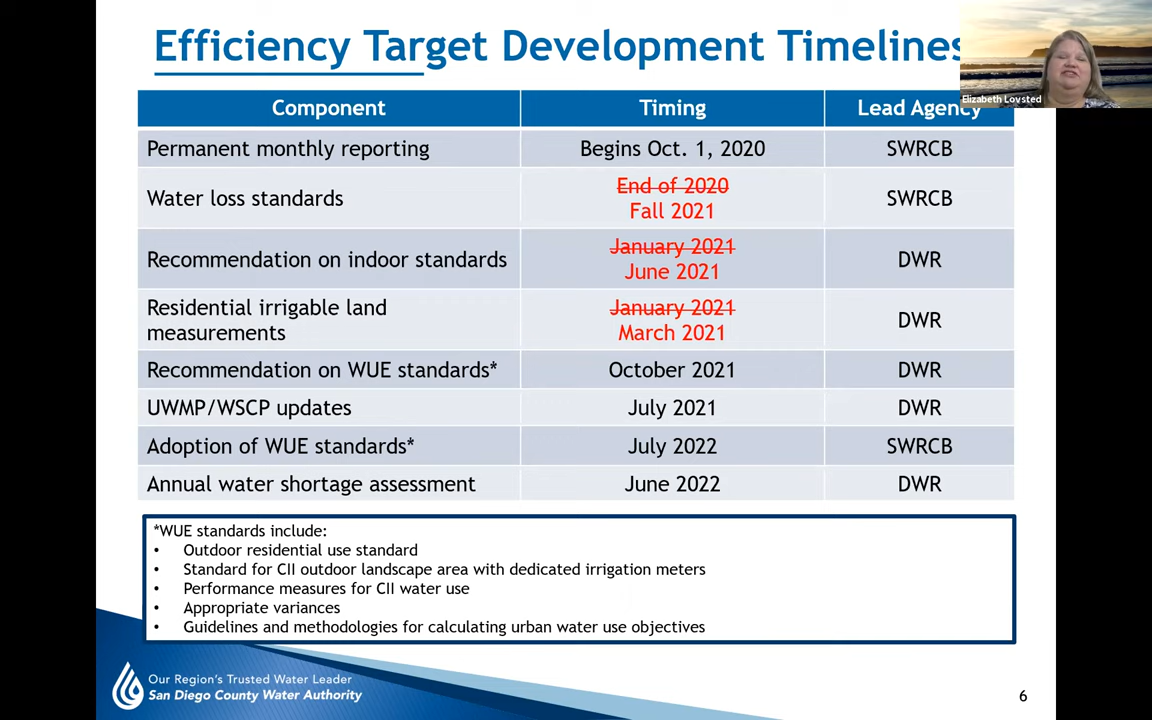 Efficiency Target Development Timelines
Elizabeth Lovsted
Component Timing Lead Agency
Permanent monthly reporting Begins Oct. 1, 2020 SWRCB
Water loss standards End of 2020 Fall 2021 SWRCB
Recommendation on indoor standards January 2021 June 2021 DWR
Residential irrigable land measurements January 2021 March 2021 DWR
Recommendation on WUE standards* October 2021 DWR
UWMP/WSCP updates July 2021 DWR
Adoption of WUE standards* July 2022 SWRCB
Annual water shortage assessment June 2022 DWR
*WUE standards include:
• Outdoor residential use standard
• Standard for CII outdoor landscape area with dedicated irrigation meters
• Performance measures for CII water use
• Appropriate variances
• Guidelines and methodologies for calculating urban water use objectives
Our Region's Trusted Water Leader
San Diego County Water Authority
6